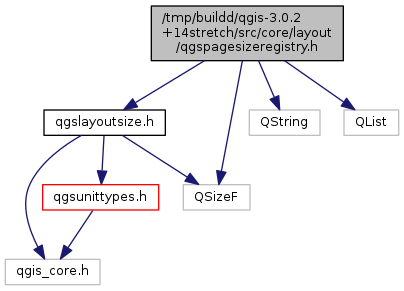 /tmp/buildd/qgis-3.0.2
+14stretch/src/core/layout
/qgspagesizeregistry.h
qgslayoutsize.h
QString
QList
qgsunittypes.h
QSizeF
qgis_core.h